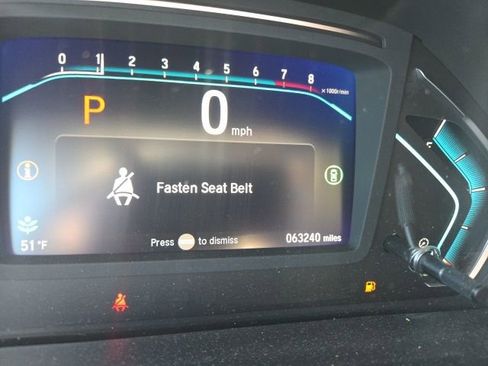 0 1 2 3 4 5 6 7 8
×1000r/min
P 0 mph
Fasten Seat Belt
Press to dismiss
51°F
063240 miles